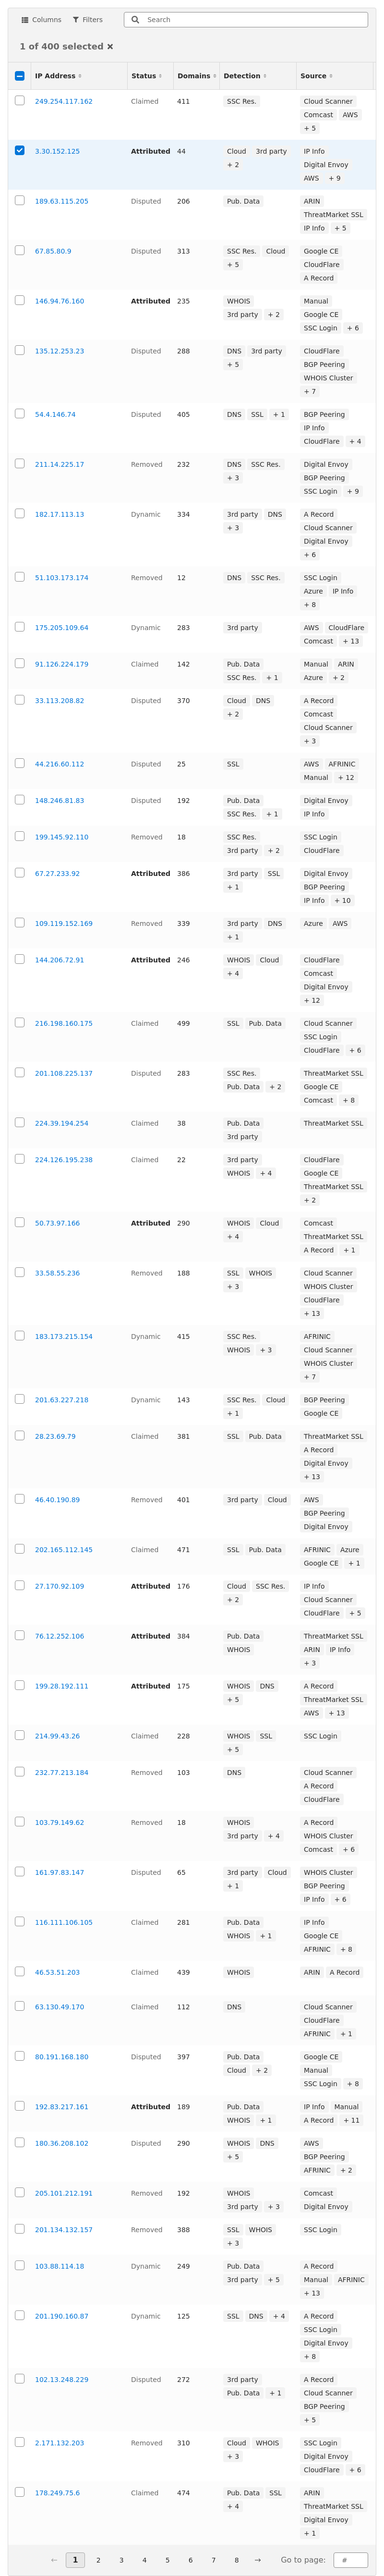 Columns Filters Search
1 of 400 selected ×
IP Address Status Domains Detection Source
249.254.117.162 Claimed 411 SSC Res. Cloud Scanner
Comcast AWS
+ 5
3.30.152.125 Attributed 44 Cloud 3rd party IP Info
+ 2 Digital Envoy
AWS + 9
189.63.115.205 Disputed 206 Pub. Data ARIN
ThreatMarket SSL
IP Info + 5
67.85.80.9 Disputed 313 SSC Res. Cloud Google CE
+ 5 CloudFlare
A Record
146.94.76.160 Attributed 235 WHOIS Manual
3rd party + 2 Google CE
SSC Login + 6
135.12.253.23 Disputed 288 DNS 3rd party CloudFlare
+ 5 BGP Peering
WHOIS Cluster
+ 7
54.4.146.74 Disputed 405 DNS SSL + 1 BGP Peering
IP Info
CloudFlare + 4
211.14.225.17 Removed 232 DNS SSC Res. Digital Envoy
+ 3 BGP Peering
SSC Login + 9
182.17.113.13 Dynamic 334 3rd party DNS A Record
+ 3 Cloud Scanner
Digital Envoy
+ 6
51.103.173.174 Removed 12 DNS SSC Res. SSC Login
Azure IP Info
+ 8
175.205.109.64 Dynamic 283 3rd party AWS CloudFlare
Comcast + 13
91.126.224.179 Claimed 142 Pub. Data Manual ARIN
SSC Res. + 1 Azure + 2
33.113.208.82 Disputed 370 Cloud DNS A Record
+ 2 Comcast
Cloud Scanner
+ 3
44.216.60.112 Disputed 25 SSL AWS AFRINIC
Manual + 12
148.246.81.83 Disputed 192 Pub. Data Digital Envoy
SSC Res. + 1 IP Info
199.145.92.110 Removed 18 SSC Res. SSC Login
3rd party + 2 CloudFlare
67.27.233.92 Attributed 386 3rd party SSL Digital Envoy
+ 1 BGP Peering
IP Info + 10
109.119.152.169 Removed 339 3rd party DNS Azure AWS
+ 1
144.206.72.91 Attributed 246 WHOIS Cloud CloudFlare
+ 4 Comcast
Digital Envoy
+ 12
216.198.160.175 Claimed 499 SSL Pub. Data Cloud Scanner
SSC Login
CloudFlare + 6
201.108.225.137 Disputed 283 SSC Res. ThreatMarket SSL
Pub. Data + 2 Google CE
Comcast + 8
224.39.194.254 Claimed 38 Pub. Data ThreatMarket SSL
3rd party
224.126.195.238 Claimed 22 3rd party CloudFlare
WHOIS + 4 Google CE
ThreatMarket SSL
+ 2
50.73.97.166 Attributed 290 WHOIS Cloud Comcast
+ 4 ThreatMarket SSL
A Record + 1
33.58.55.236 Removed 188 SSL WHOIS Cloud Scanner
+ 3 WHOIS Cluster
CloudFlare
+ 13
183.173.215.154 Dynamic 415 SSC Res. AFRINIC
WHOIS + 3 Cloud Scanner
WHOIS Cluster
+ 7
201.63.227.218 Dynamic 143 SSC Res. Cloud BGP Peering
+ 1 Google CE
28.23.69.79 Claimed 381 SSL Pub. Data ThreatMarket SSL
A Record
Digital Envoy
+ 13
46.40.190.89 Removed 401 3rd party Cloud AWS
BGP Peering
Digital Envoy
202.165.112.145 Claimed 471 SSL Pub. Data AFRINIC Azure
Google CE + 1
27.170.92.109 Attributed 176 Cloud SSC Res. IP Info
+ 2 Cloud Scanner
CloudFlare + 5
76.12.252.106 Attributed 384 Pub. Data ThreatMarket SSL
WHOIS ARIN IP Info
+ 3
199.28.192.111 Attributed 175 WHOIS DNS A Record
+ 5 ThreatMarket SSL
AWS + 13
214.99.43.26 Claimed 228 WHOIS SSL SSC Login
+ 5
232.77.213.184 Removed 103 DNS Cloud Scanner
A Record
CloudFlare
103.79.149.62 Removed 18 WHOIS A Record
3rd party + 4 WHOIS Cluster
Comcast + 6
161.97.83.147 Disputed 65 3rd party Cloud WHOIS Cluster
+ 1 BGP Peering
IP Info + 6
116.111.106.105 Claimed 281 Pub. Data IP Info
WHOIS + 1 Google CE
AFRINIC + 8
46.53.51.203 Claimed 439 WHOIS ARIN A Record
63.130.49.170 Claimed 112 DNS Cloud Scanner
CloudFlare
AFRINIC + 1
80.191.168.180 Disputed 397 Pub. Data Google CE
Cloud + 2 Manual
SSC Login + 8
192.83.217.161 Attributed 189 Pub. Data IP Info Manual
WHOIS + 1 A Record + 11
180.36.208.102 Disputed 290 WHOIS DNS AWS
+ 5 BGP Peering
AFRINIC + 2
205.101.212.191 Removed 192 WHOIS Comcast
3rd party + 3 Digital Envoy
201.134.132.157 Removed 388 SSL WHOIS SSC Login
+ 3
103.88.114.18 Dynamic 249 Pub. Data A Record
3rd party + 5 Manual AFRINIC
+ 13
201.190.160.87 Dynamic 125 SSL DNS + 4 A Record
SSC Login
Digital Envoy
+ 8
102.13.248.229 Disputed 272 3rd party A Record
Pub. Data + 1 Cloud Scanner
BGP Peering
+ 5
2.171.132.203 Removed 310 Cloud WHOIS SSC Login
+ 3 Digital Envoy
CloudFlare + 6
178.249.75.6 Claimed 474 Pub. Data SSL ARIN
+ 4 ThreatMarket SSL
Digital Envoy
+ 1
← 1 2 3 4 5 6 7 8 → Go to page: #